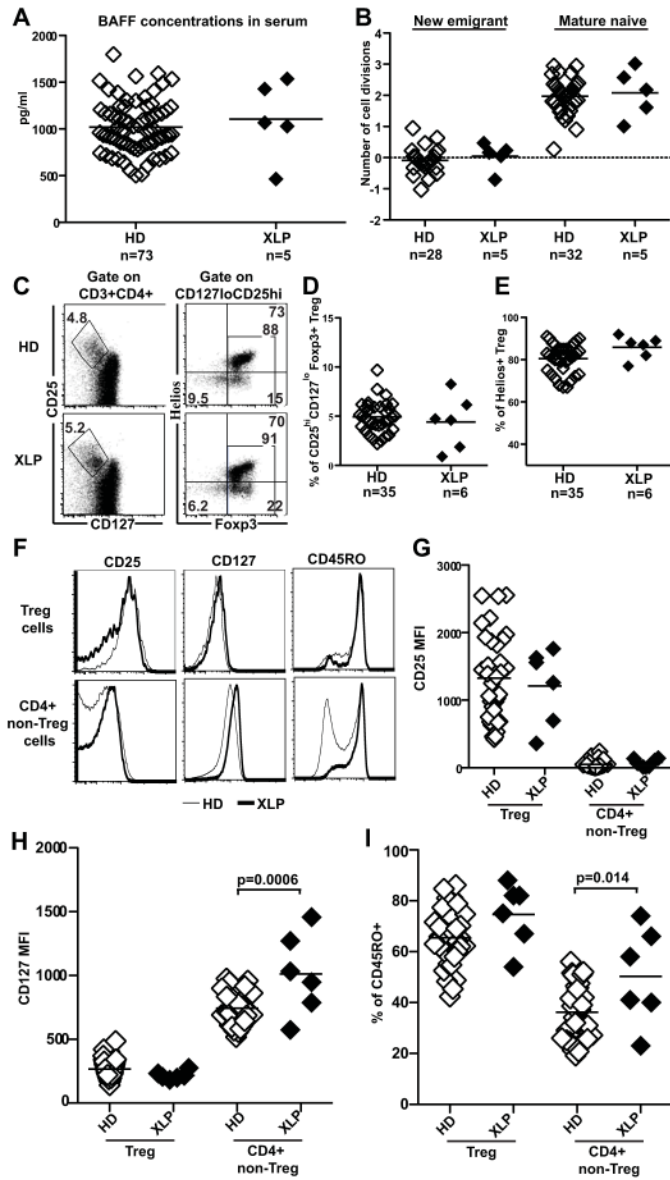 A
BAFF concentrations in serum
2000
1500
1000
500
0
pg/ml
HD
n=73
XLP
n=5
B
New emigrant
Mature naive
4
3
2
1
0
-1
-2
Number of cell divisions
HD
n=28
XLP
n=5
HD
n=32
XLP
n=5
C
Gate on
CD3+CD4+
Gate on
CD127loCD25hi
HD
4.8
73
88
9.5
15
XLP
5.2
70
91
6.2
22
CD25
CD127
Helios
Foxp3
D
% of CD25hi CD127lo Foxp3+ Treg
15
10
5
0
HD
n=35
XLP
n=6
E
% of Helios+ Treg
100
80
60
40
HD
n=35
XLP
n=6
F
CD25
CD127
CD45RO
Treg
cells
CD4+
non-Treg
cells
HD
XLP
G
CD25 MFI
3000
2000
1000
0
HD
XLP
HD
XLP
Treg
CD4+
non-Treg
H
CD127 MFI
2000
1500
1000
500
0
p=0.0006
HD
XLP
HD
XLP
Treg
CD4+
non-Treg
I
% of CD45RO+
100
80
60
40
20
0
p=0.014
HD
XLP
HD
XLP
Treg
CD4+
non-Treg